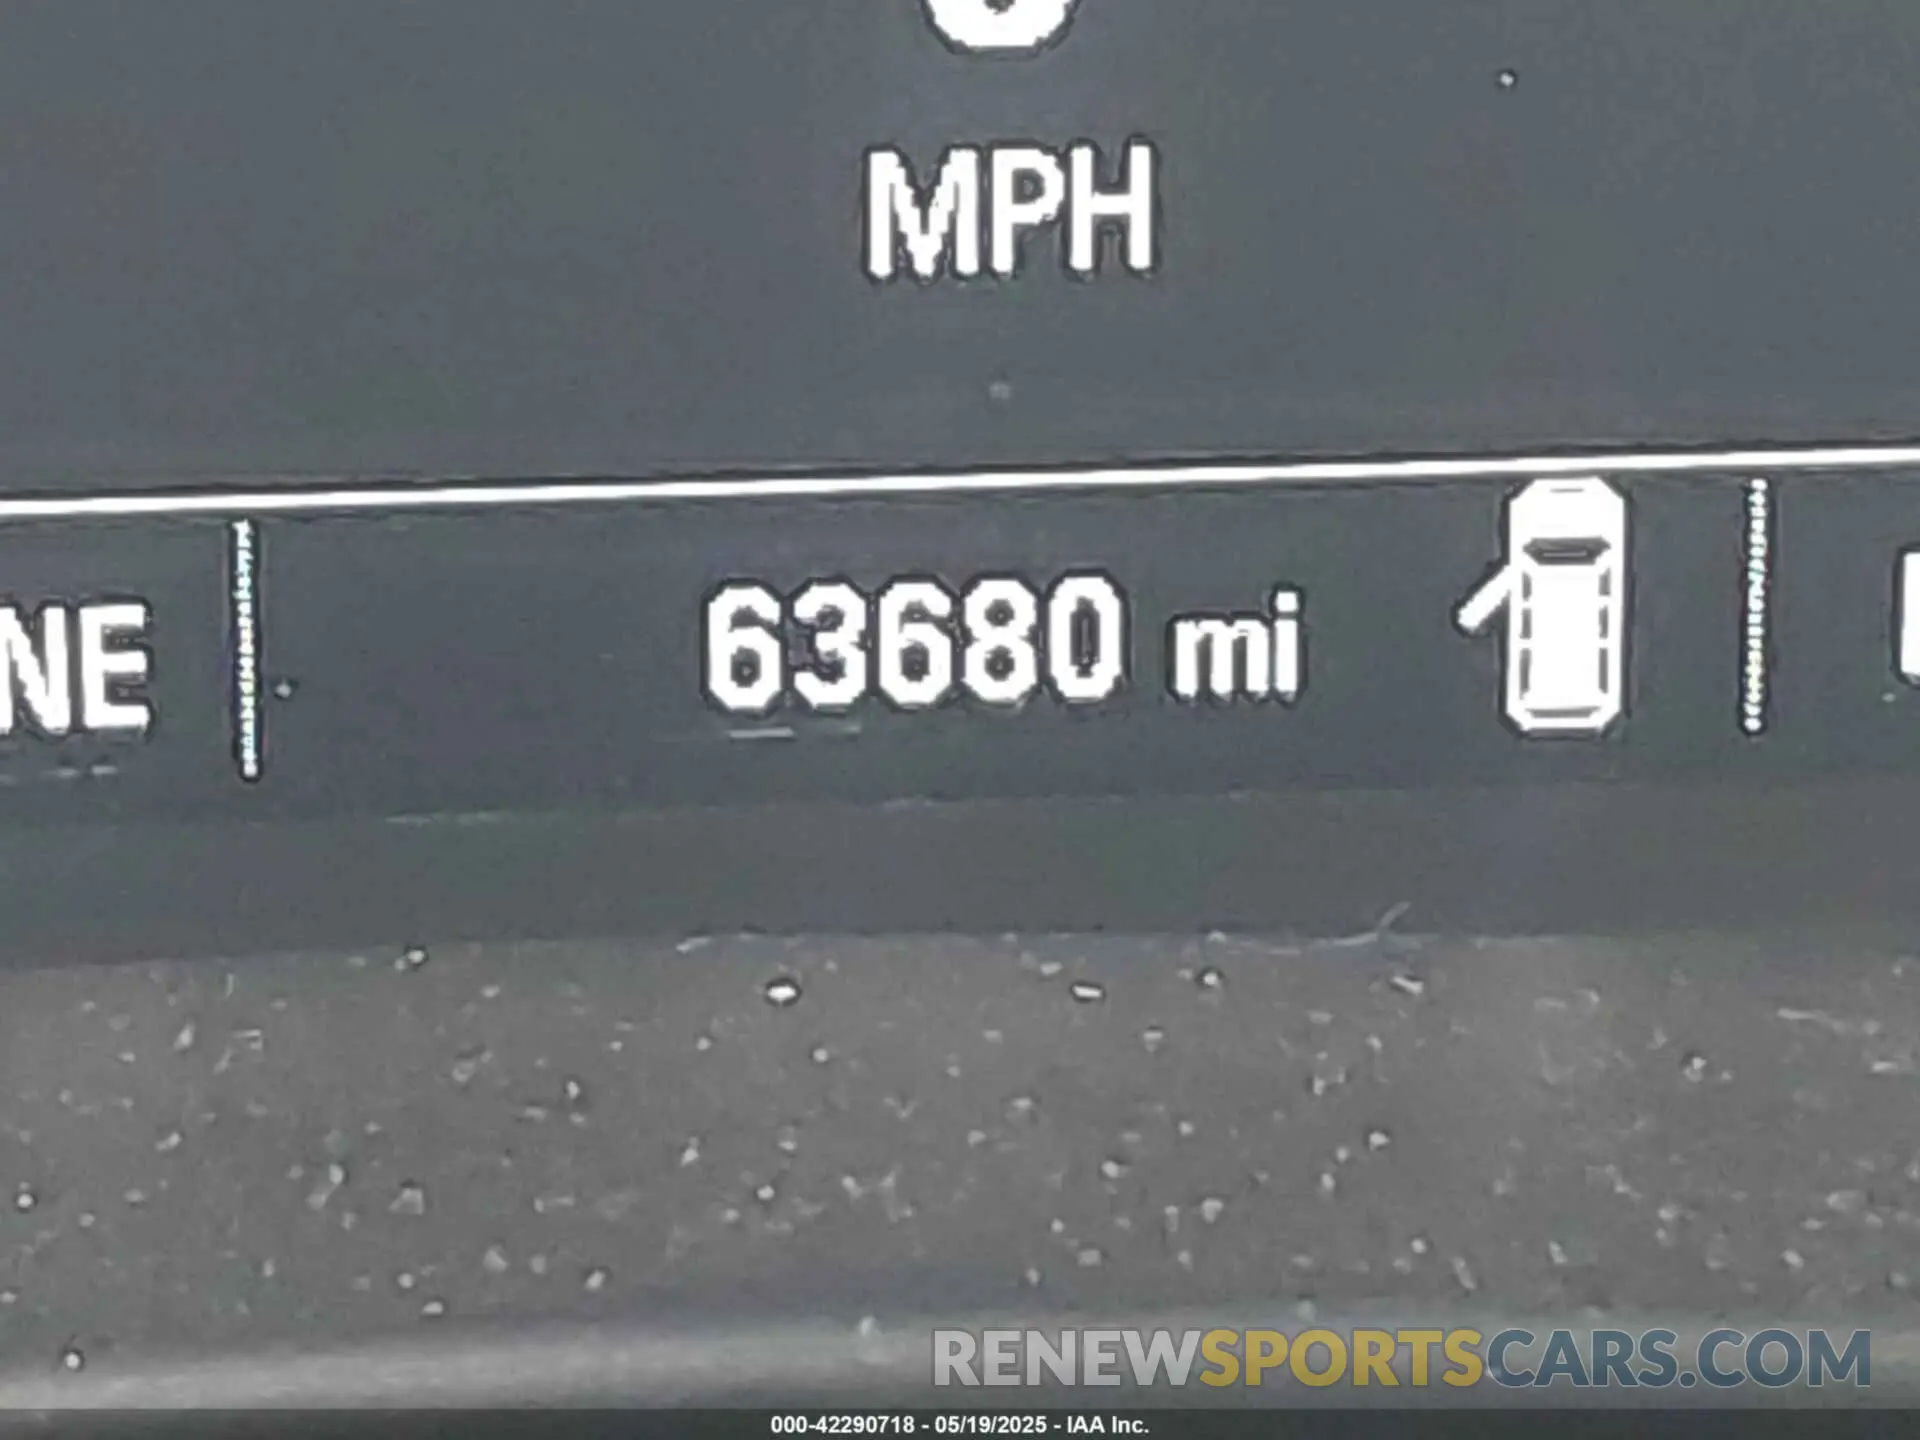 MPH
NE
63680 mi
RENEWSPORTSCARS.COM
000-42290718 - 05/19/2025 - IAA Inc.